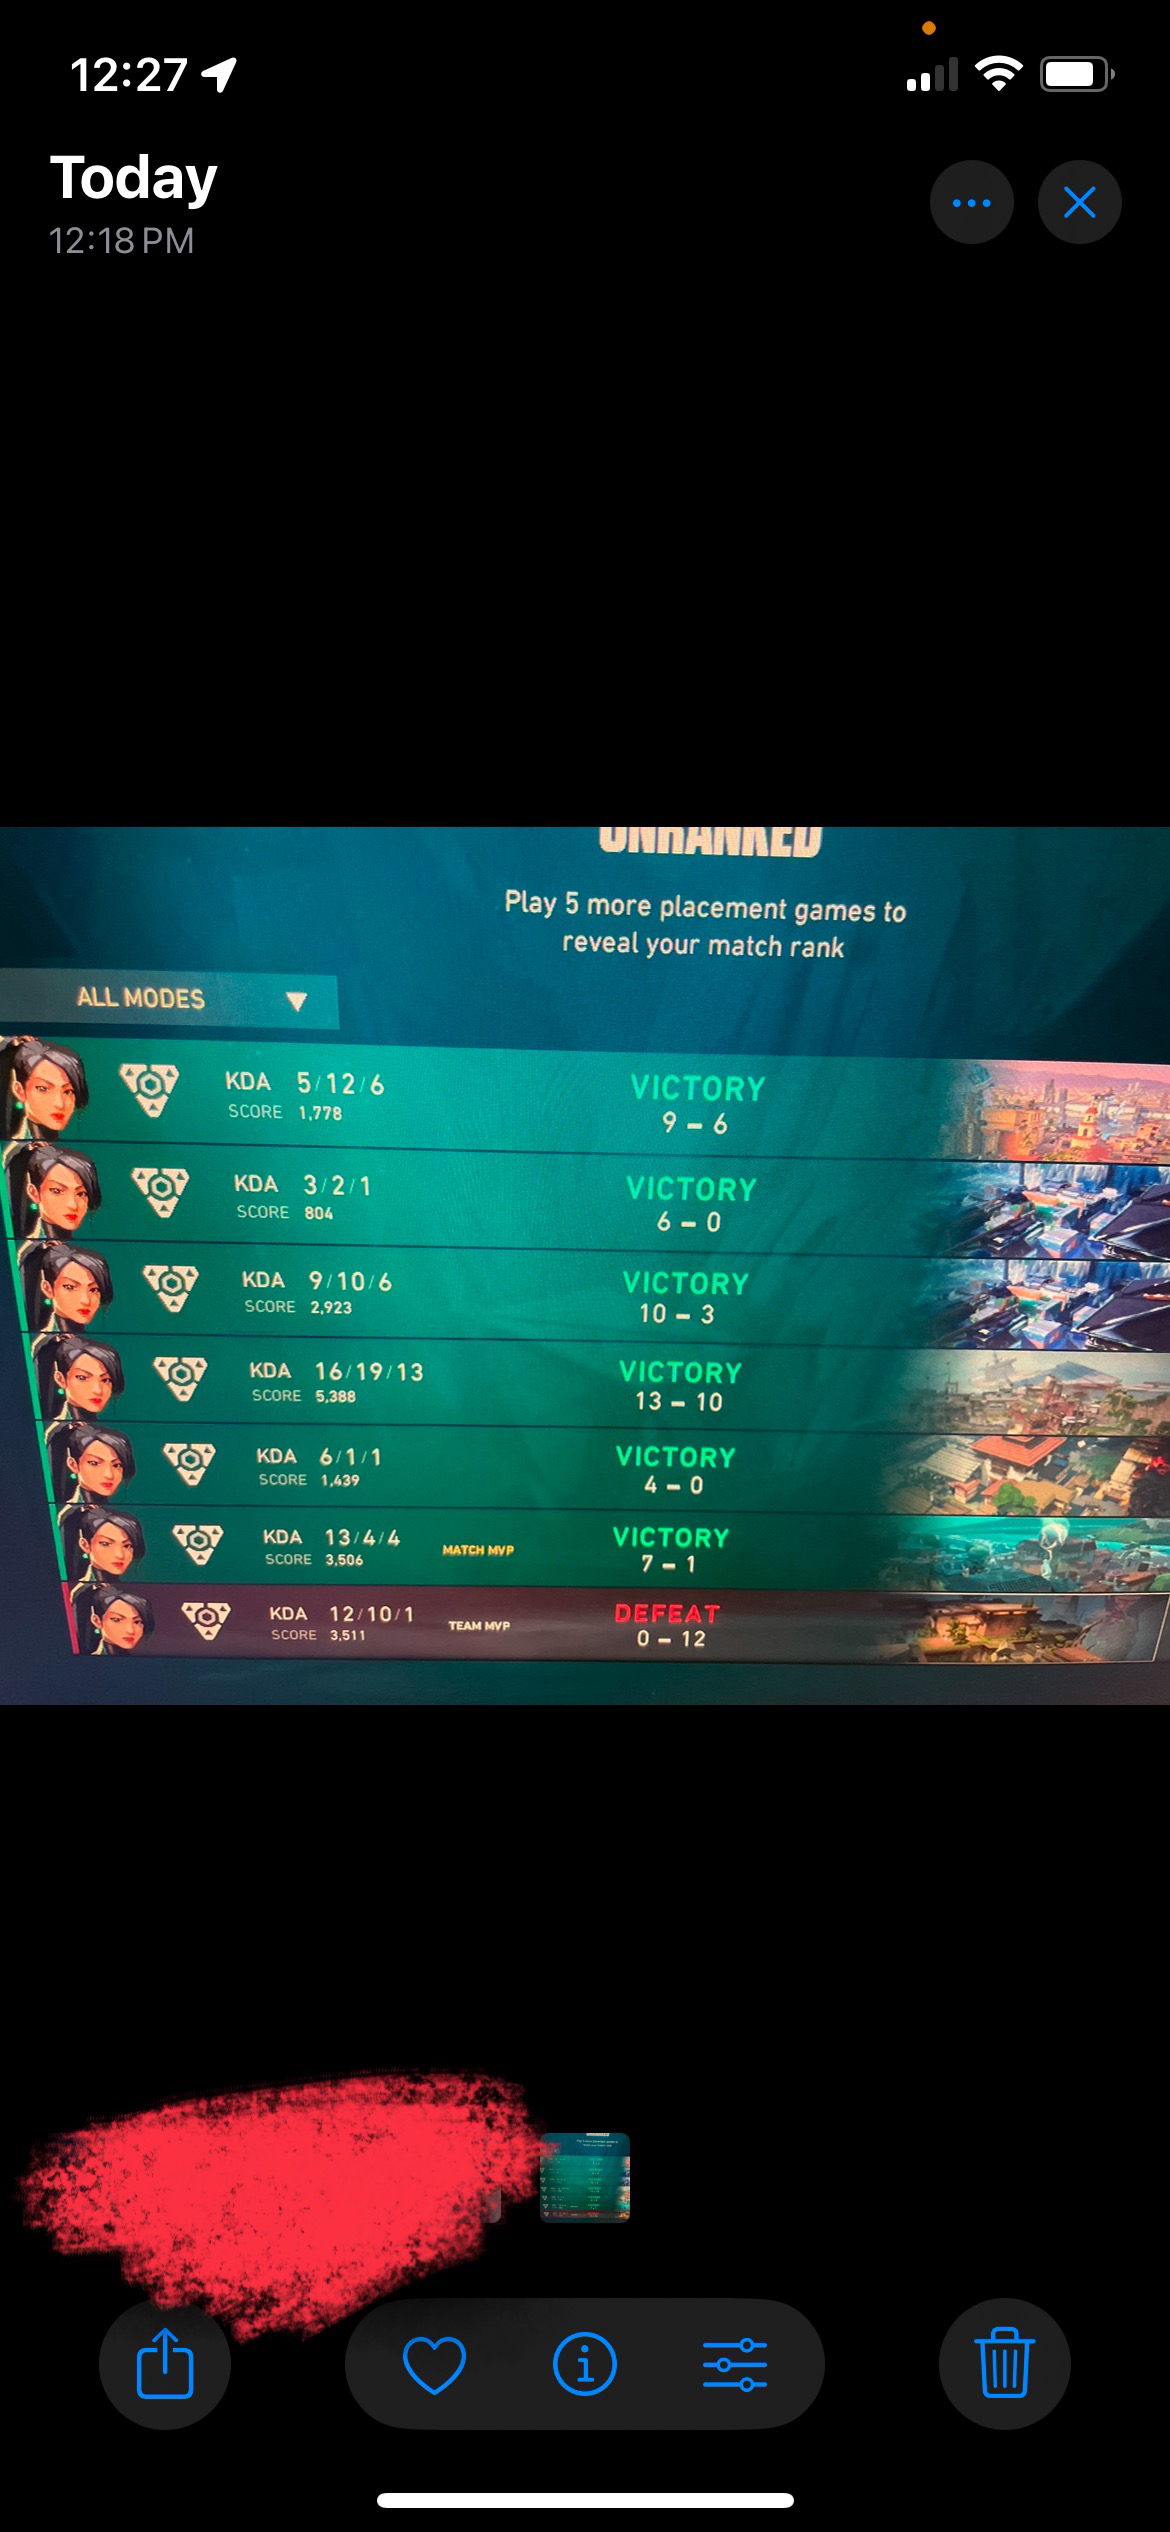 12:27
Today
12:18 PM
UNRANKED
Play 5 more placement games to
reveal your match rank
ALL MODES
KDA 5/12/6
SCORE 1,778
VICTORY
9 - 6
KDA 3/2/1
SCORE 804
VICTORY
6 - 0
KDA 9/10/6
SCORE 2,923
VICTORY
10 - 3
KDA 16/19/13
SCORE 5,388
VICTORY
13 - 10
KDA 6/1/1
SCORE 1,439
VICTORY
4 - 0
KDA 13/4/4
SCORE 3,506
MATCH MVP
VICTORY
7 - 1
KDA 12/10/1
SCORE 3,511
TEAM MVP
DEFEAT
0 - 12